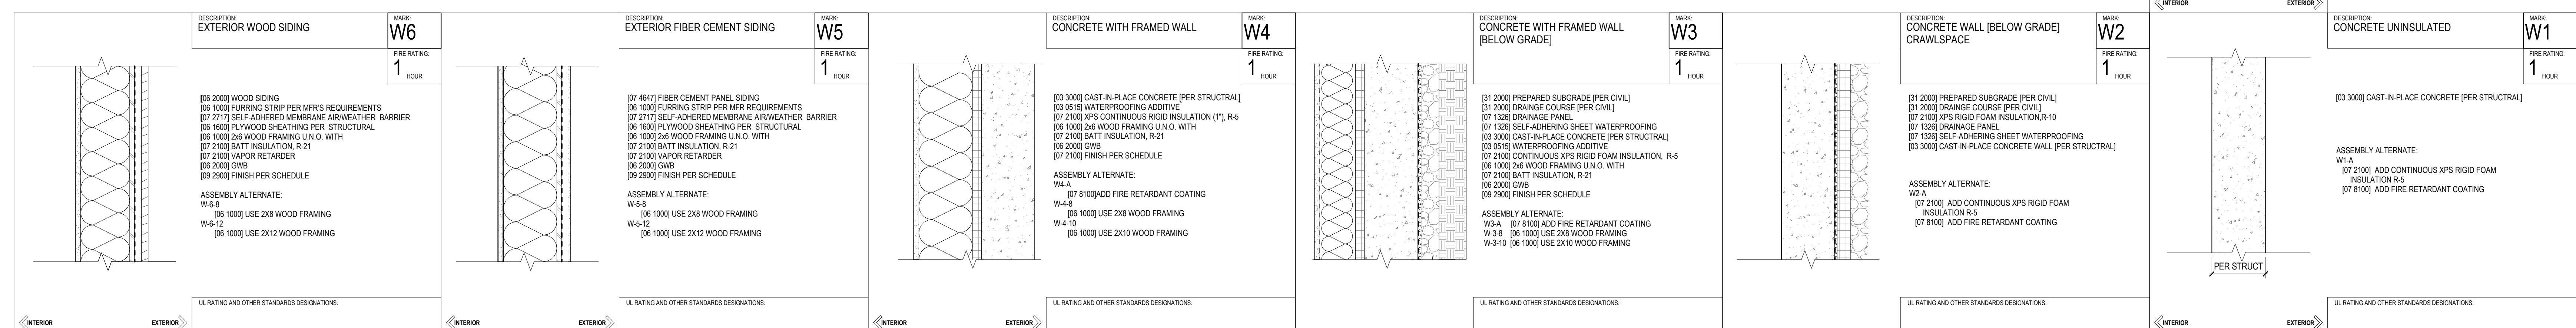 DESCRIPTION:
EXTERIOR WOOD SIDING
MARK:
W6
FIRE RATING:
1 HOUR
[06 2000] WOOD SIDING
[06 1000] FURRING STRIP PER MFR'S REQUIREMENTS
[07 2717] SELF-ADHERED MEMBRANE AIR/WEATHER BARRIER
[06 1600] PLYWOOD SHEATHING PER STRUCTURAL
[06 1000] 2x6 WOOD FRAMING U.N.O. WITH
[07 2100] BATT INSULATION, R-21
[07 2100] VAPOR RETARDER
[06 2000] GWB
[09 2900] FINISH PER SCHEDULE
ASSEMBLY ALTERNATE:
W-6-8
[06 1000] USE 2X8 WOOD FRAMING
W-6-12
[06 1000] USE 2X12 WOOD FRAMING
UL RATING AND OTHER STANDARDS DESIGNATIONS:
INTERIOR
EXTERIOR
DESCRIPTION:
EXTERIOR FIBER CEMENT SIDING
MARK:
W5
FIRE RATING:
1 HOUR
[07 4647] FIBER CEMENT PANEL SIDING
[06 1000] FURRING STRIP PER MFR REQUIREMENTS
[07 2717] SELF-ADHERED MEMBRANE AIR/WEATHER BARRIER
[06 1600] PLYWOOD SHEATHING PER STRUCTURAL
[06 1000] 2x6 WOOD FRAMING U.N.O. WITH
[07 2100] BATT INSULATION, R-21
[07 2100] VAPOR RETARDER
[06 2000] GWB
[09 2900] FINISH PER SCHEDULE
ASSEMBLY ALTERNATE:
W-5-8
[06 1000] USE 2X8 WOOD FRAMING
W-5-12
[06 1000] USE 2X12 WOOD FRAMING
UL RATING AND OTHER STANDARDS DESIGNATIONS:
INTERIOR
EXTERIOR
DESCRIPTION:
CONCRETE WITH FRAMED WALL
MARK:
W4
FIRE RATING:
1 HOUR
[03 3000] CAST-IN-PLACE CONCRETE [PER STRUCTRAL]
[03 0515] WATERPROOFING ADDITIVE
[07 2100] XPS CONTINUOUS RIGID INSULATION (1"), R-5
[06 1000] 2x6 WOOD FRAMING U.N.O. WITH
[07 2100] BATT INSULATION, R-21
[06 2000] GWB
[07 2100] FINISH PER SCHEDULE
ASSEMBLY ALTERNATE:
W4-A
[07 8100]ADD FIRE RETARDANT COATING
W-4-8
[06 1000] USE 2X8 WOOD FRAMING
W-4-10
[06 1000] USE 2X10 WOOD FRAMING
UL RATING AND OTHER STANDARDS DESIGNATIONS:
INTERIOR
EXTERIOR
DESCRIPTION:
CONCRETE WITH FRAMED WALL
[BELOW GRADE]
MARK:
W3
FIRE RATING:
1 HOUR
[31 2000] PREPARED SUBGRADE [PER CIVIL]
[31 2000] DRAINGE COURSE [PER CIVIL]
[07 1326] DRAINAGE PANEL
[07 1326] SELF-ADHERING SHEET WATERPROOFING
[03 3000] CAST-IN-PLACE CONCRETE [PER STRUCTRAL]
[03 0515] WATERPROOFING ADDITIVE
[07 2100] CONTINUOUS XPS RIGID FOAM INSULATION, R-5
[06 1000] 2x6 WOOD FRAMING U.N.O. WITH
[07 2100] BATT INSULATION, R-21
[06 2000] GWB
[09 2900] FINISH PER SCHEDULE
ASSEMBLY ALTERNATE:
W3-A [07 8100] ADD FIRE RETARDANT COATING
W-3-8 [06 1000] USE 2X8 WOOD FRAMING
W-3-10 [06 1000] USE 2X10 WOOD FRAMING
UL RATING AND OTHER STANDARDS DESIGNATIONS:
DESCRIPTION:
CONCRETE WALL [BELOW GRADE]
CRAWLSPACE
MARK:
W2
FIRE RATING:
1 HOUR
[31 2000] PREPARED SUBGRADE [PER CIVIL]
[31 2000] DRAINGE COURSE [PER CIVIL]
[07 2100] XPS RIGID FOAM INSULATION,R-10
[07 1326] DRAINAGE PANEL
[07 1326] SELF-ADHERING SHEET WATERPROOFING
[03 3000] CAST-IN-PLACE CONCRETE WALL [PER STRUCTRAL]
ASSEMBLY ALTERNATE:
W2-A
[07 2100] ADD CONTINUOUS XPS RIGID FOAM
INSULATION R-5
[07 8100] ADD FIRE RETARDANT COATING
UL RATING AND OTHER STANDARDS DESIGNATIONS:
INTERIOR
EXTERIOR
DESCRIPTION:
CONCRETE UNINSULATED
MARK:
W1
FIRE RATING:
1 HOUR
[03 3000] CAST-IN-PLACE CONCRETE [PER STRUCTRAL]
ASSEMBLY ALTERNATE:
W1-A
[07 2100] ADD CONTINUOUS XPS RIGID FOAM
INSULATION R-5
[07 8100] ADD FIRE RETARDANT COATING
PER STRUCT
UL RATING AND OTHER STANDARDS DESIGNATIONS:
INTERIOR
EXTERIOR